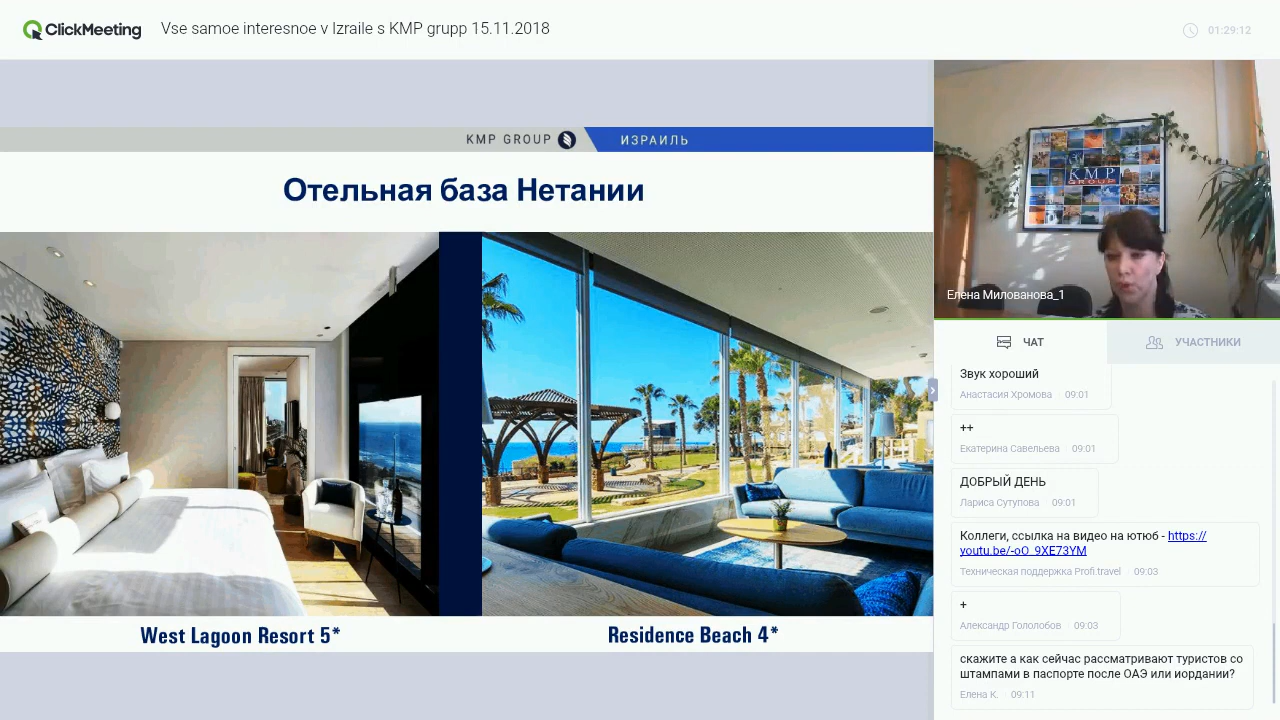 ClickMeeting
Vse samoe interesnoe v Izraile s KMP grupp 15.11.2018
01:29:12
KMP GROUP
ИЗРАИЛЬ
Отельная база Нетании
West Lagoon Resort 5*
Residence Beach 4*
KMP
GROUP
Елена Милованова_1
ЧАТ
УЧАСТНИКИ
Звук хороший
Анастасия Хромова · 09:01
++
Екатерина Савельева · 09:01
ДОБРЫЙ ДЕНЬ
Лариса Сутупова · 09:01
Коллеги, ссылка на видео на ютюб - https://
youtu.be/-oO_9XE73YM
Техническая поддержка Profi.travel · 09:03
+
Александр Гололобов · 09:03
скажите а как сейчас рассматривают туристов со
штампами в паспорте после ОАЭ или иордании?
Елена К. · 09:11